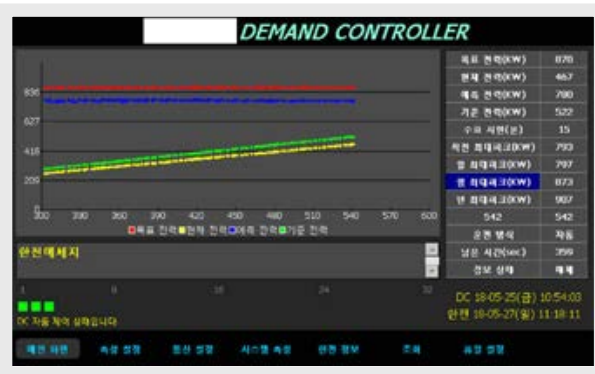 DEMAND CONTROLLER
목표 전력(KW) 870
현재 전력(KW) 467
예측 전력(KW) 780
기준 전력(KW) 522
수요 시한(분) 15
직전 최대피크(KW) 793
일 최대피크(KW) 797
월 최대피크(KW) 873
년 최대피크(KW) 907
542 542
운전 방식 자동
남은 시간(sec) 359
경보 상태 해제
836
627
418
209
0
300 330 360 390 420 450 480 510 540 570 600
목표 전력 현재 전력 예측 전력 기준 전력
한전메세지
1 8 16 24 32
DC 자동 제어 상태입니다
DC 18-05-25(금) 10:54:03
한전 18-05-27(일) 11:18:11
메인 화면 속성 설정 통신 설정 시스템 속성 한전 정보 조회 휴일 설정